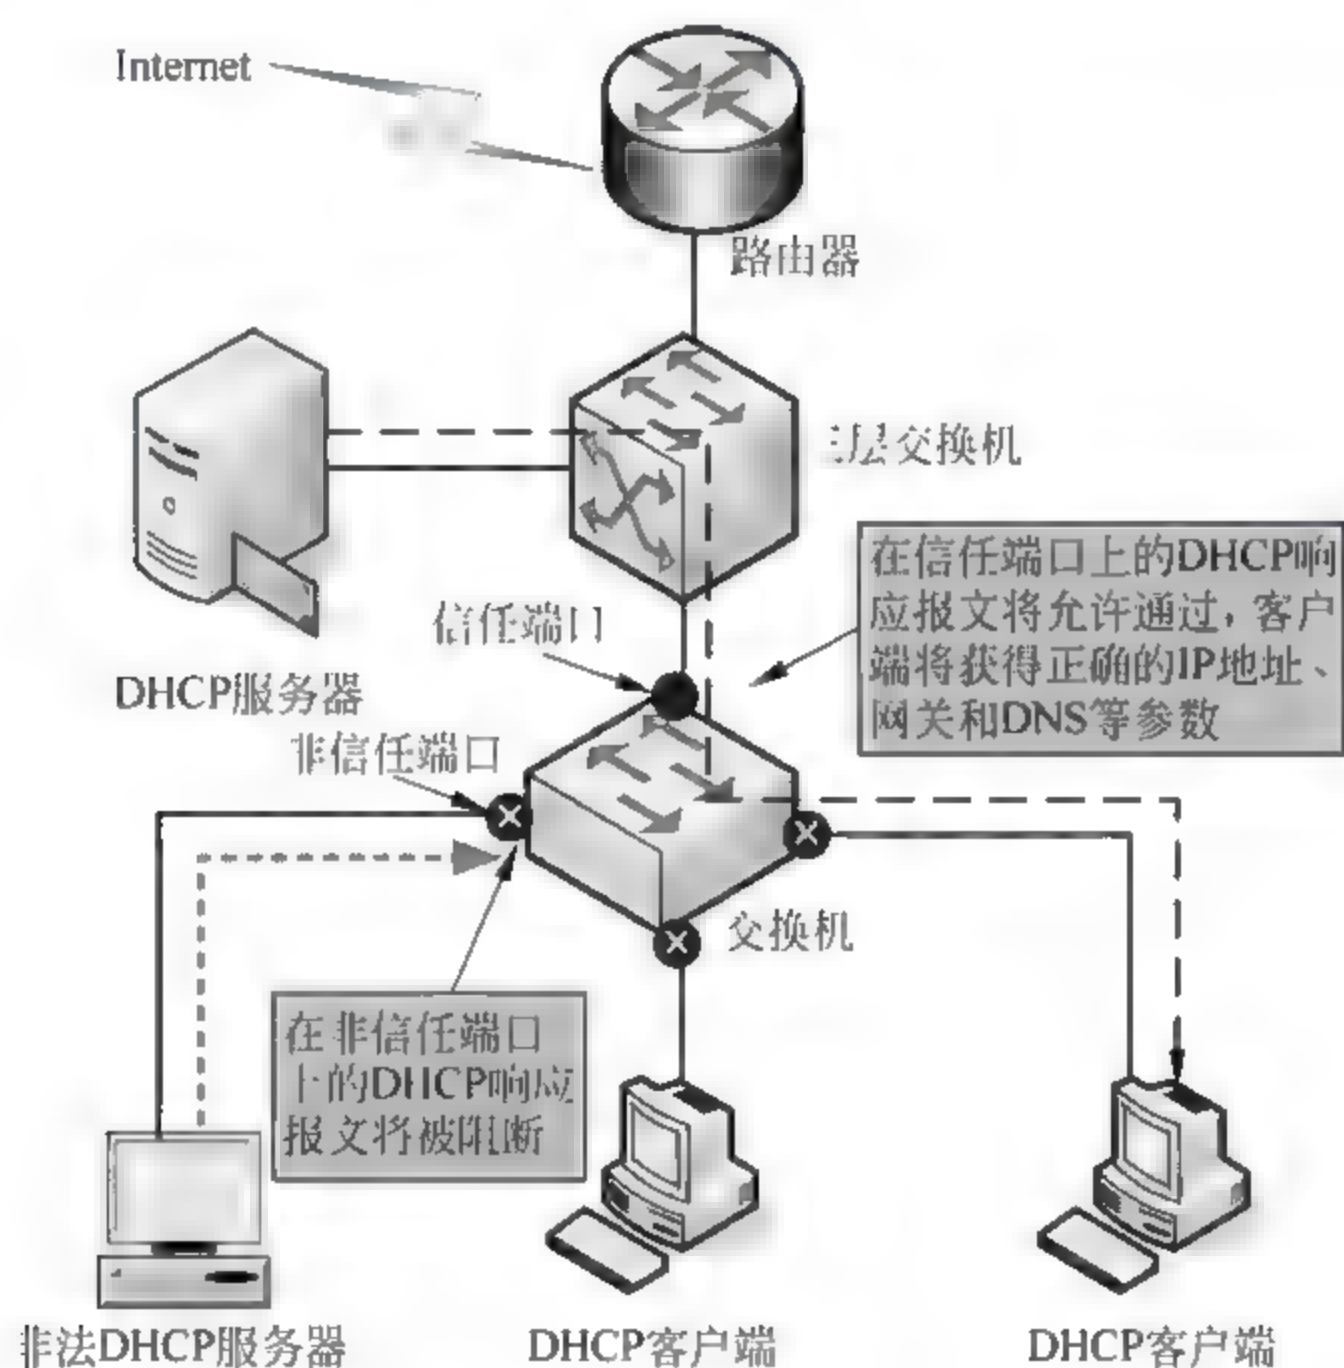 Internet
路由器
三层交换机
在信任端口上的DHCP响
应报文将允许通过，客户
端将获得正确的IP地址、
网关和DNS等参数
信任端口
DHCP服务器
非信任端口
交换机
在非信任端口
上的DHCP响应
报文将被阻断
非法DHCP服务器
DHCP客户端
DHCP客户端